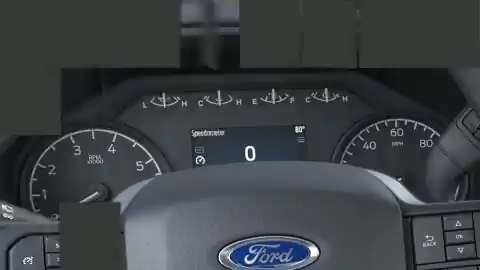 L H C H E F C H
Speedometer 80°
0
1 2 3 4 5
RPM
x1000
40 60 80
MPH
Ford
BACK
OK